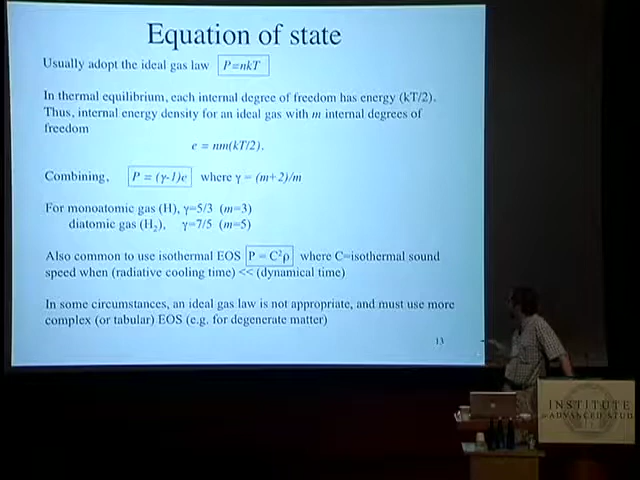 Equation of state
Usually adopt the ideal gas law P=nkT
In thermal equilibrium, each internal degree of freedom has energy (kT/2).
Thus, internal energy density for an ideal gas with m internal degrees of
freedom
e = nm(kT/2).
Combining, P = (γ-1)e where γ = (m+2)/m
For monoatomic gas (H), γ=5/3 (m=3)
diatomic gas (H₂), γ=7/5 (m=5)
Also common to use isothermal EOS P = C²ρ where C=isothermal sound
speed when (radiative cooling time) << (dynamical time)
In some circumstances, an ideal gas law is not appropriate, and must use more
complex (or tabular) EOS (e.g. for degenerate matter)
13
INSTITUTE
ADVANCED STUD